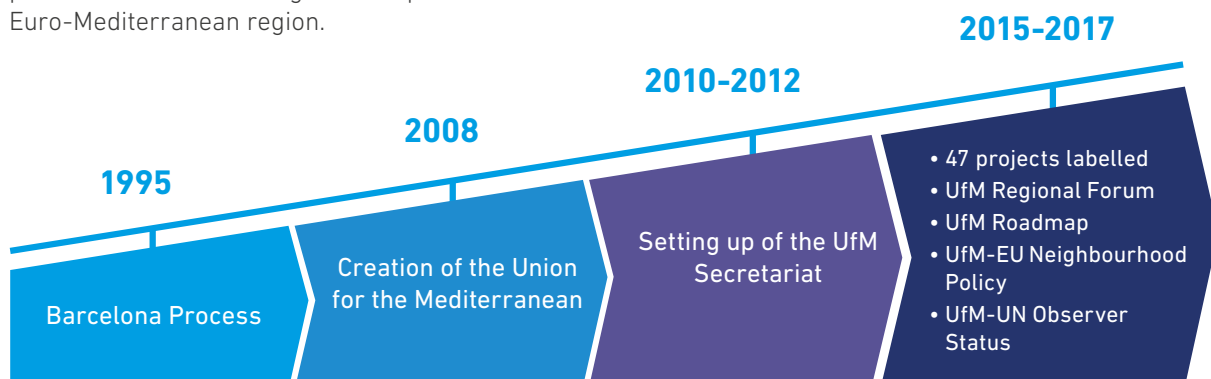 Euro-Mediterranean region.
1995
2008
2010-2012
2015-2017
Barcelona Process
Creation of the Union
for the Mediterranean
Setting up of the UfM
Secretariat
• 47 projects labelled
• UfM Regional Forum
• UfM Roadmap
• UfM-EU Neighbourhood
Policy
• UfM-UN Observer
Status